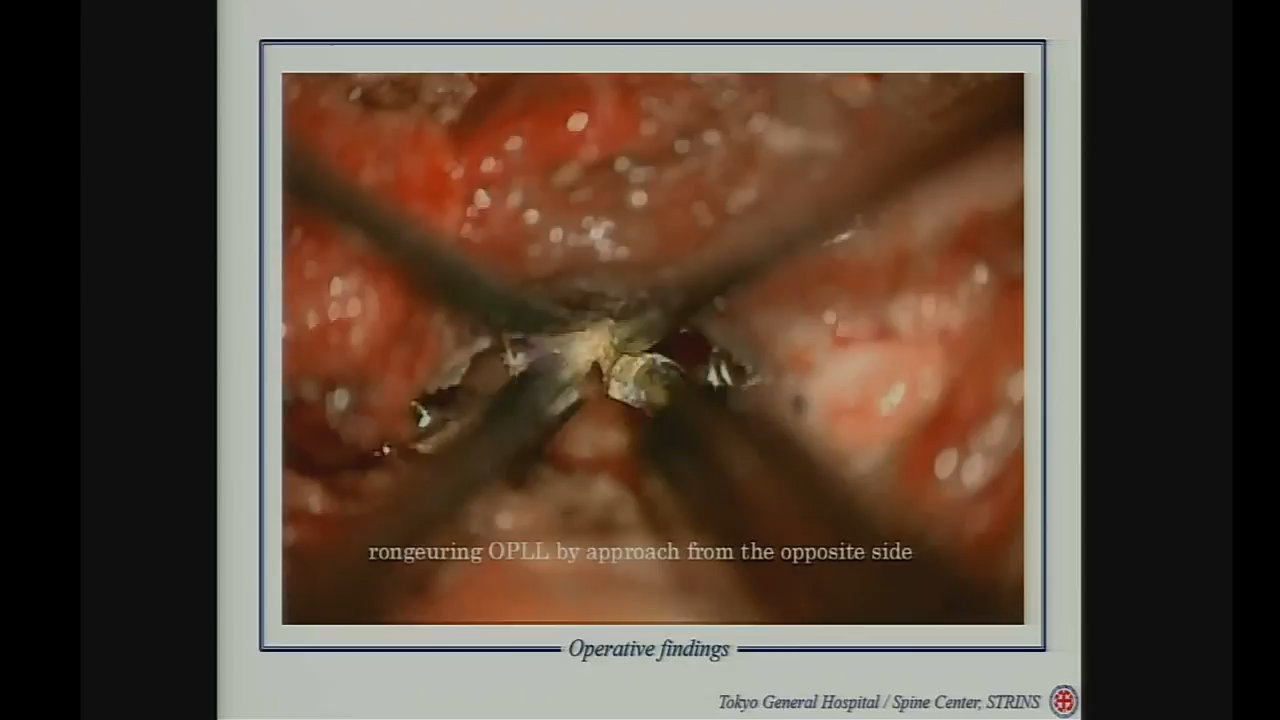 rongeuring OPLL by approach from the opposite side
Operative findings
Tokyo General Hospital / Spine Center, STRINS